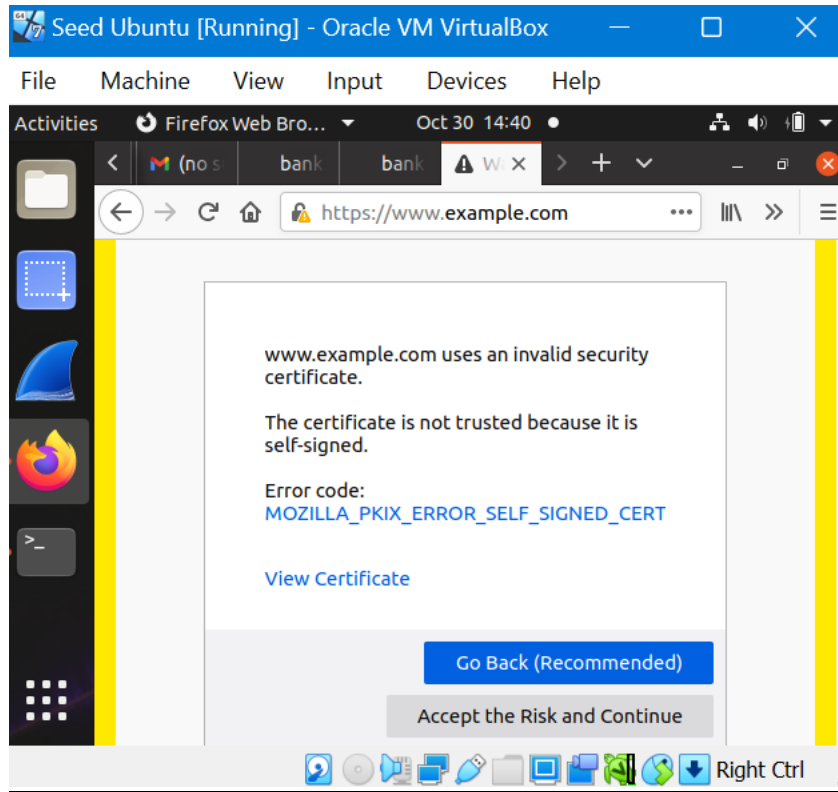 Seed Ubuntu [Running] - Oracle VM VirtualBox
File Machine View Input Devices Help
Activities Firefox Web Bro... Oct 30 14:40
(no s bank bank W
https://www.example.com
www.example.com uses an invalid security
certificate.
The certificate is not trusted because it is
self-signed.
Error code:
MOZILLA_PKIX_ERROR_SELF_SIGNED_CERT
View Certificate
Go Back (Recommended)
Accept the Risk and Continue
Right Ctrl